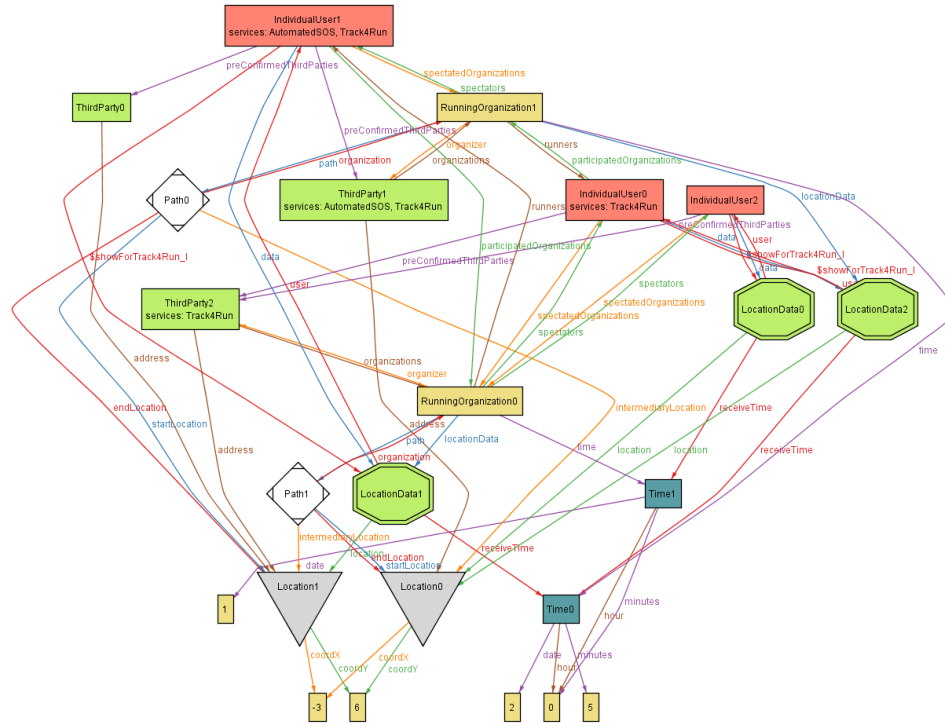 IndividualUser1
services: AutomatedSOS, Track4Run
preConfirmedThirdParties
spectatedOrganizations
spectators
ThirdParty0
RunningOrganization1
preConfirmedThirdParties
organizer
runners
path
organization
organizations
participatedOrganizations
ThirdParty1
services: AutomatedSOS, Track4Run
IndividualUser0
services: Track4Run
IndividualUser2
locationData
Path0
runners
preConfirmedThirdParties
data
user
$showForTrack4Run_I
data
user
participatedOrganizations
$showForTrack4Run_I
preConfirmedThirdParties
data
$showForTrack4Run_I
user
spectators
ThirdParty2
services: Track4Run
spectatedOrganizations
spectatedOrganizations
LocationData0
LocationData2
address
spectators
time
organizations
organizer
endLocation
RunningOrganization0
receiveTime
startLocation
address
intermediaryLocation
path
locationData
time
location
location
address
organization
receiveTime
Path1
LocationData1
Time1
intermediaryLocation
location
endLocation
receiveTime
date
startLocation
Location1
Location0
1
Time0
minutes
hour
coordX
coordY
coordX
coordY
date
hour
minutes
-3
6
2
0
5